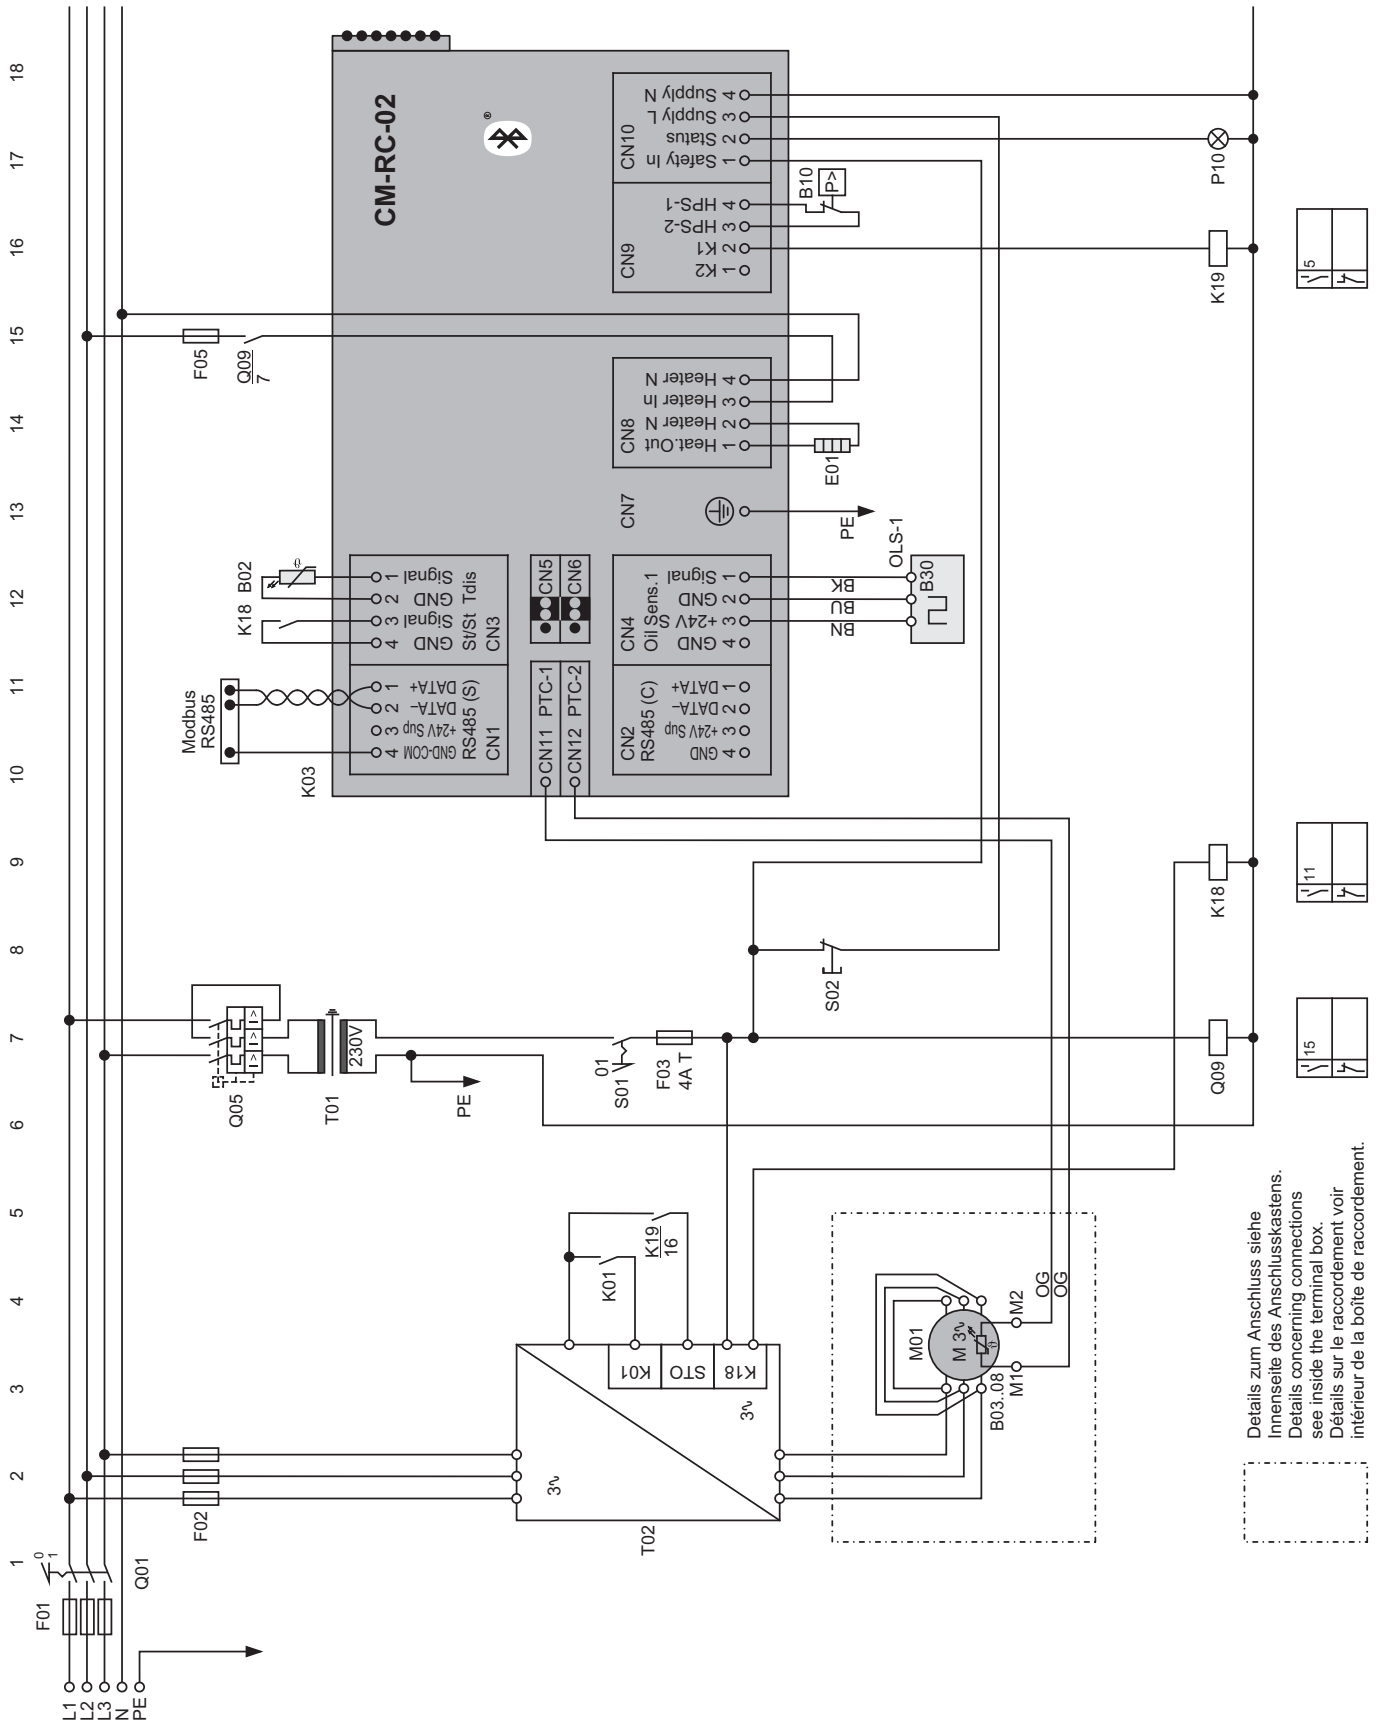 1
2
3
4
5
6
7
8
9
10
11
12
13
14
15
16
17
18
L1
L2
L3
N
PE
F01
0
1
Q01
F02
T02
3∿
3∿
K01
STO
K18
K01
K19
16
M01
M 3∿
ϑ
B03..08
M1
M2
OG
OG
Q05
I >
I >
I >
T01
230V
PE
01
S01
F03
4A T
S02
Q09
K18
K19
P10
15
11
5
Modbus
RS485
K03
K18
B02
ϑ
F05
Q09
7
CM-RC-02
®
4 GND-COM
3 +24V Sup
2 DATA–
1 DATA+
RS485 (S)
CN1
4 GND
3 Signal
2 GND
1 Signal
St/St
Tdis
CN3
CN11
PTC-1
CN12
PTC-2
CN5
CN6
CN2
RS485 (C)
GND 4
+24V Sup 3
DATA– 2
DATA+ 1
CN4
Oil Sens.1
GND 4
+24V S 3
GND 2
Signal 1
BN
BU
BK
OLS-1
B30
CN7
PE
CN8
Heat.Out 1
Heater N 2
Heater In 3
Heater N 4
E01
CN9
K2 1
K1 2
HPS-2 3
HPS-1 4
B10
P>
CN10
Safety In 1
Status 2
Supply L 3
Supply N 4
Details zum Anschluss siehe
Innenseite des Anschlusskastens.
Details concerning connections
see inside the terminal box.
Détails sur le raccordement voir
intérieur de la boîte de raccordement.